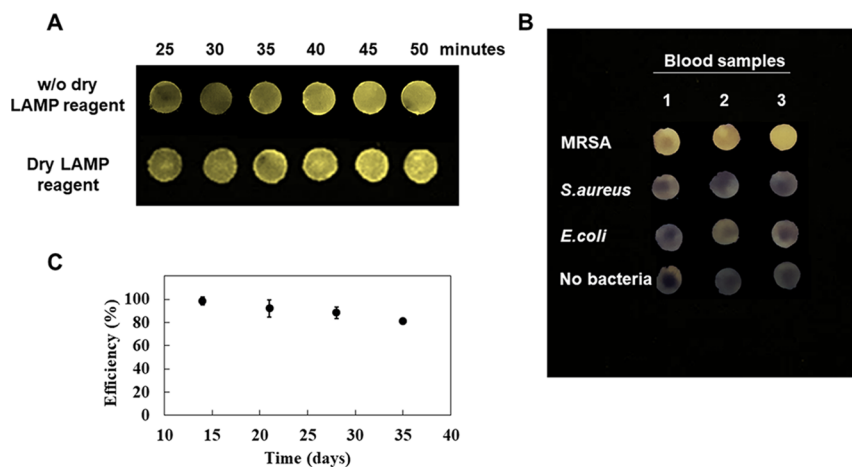 A
25 30 35 40 45 50 minutes
w/o dry
LAMP reagent
Dry LAMP
reagent
B
Blood samples
1 2 3
MRSA
S.aureus
E.coli
No bacteria
C
Efficiency (%)
100
80
60
40
20
0
10 15 20 25 30 35 40
Time (days)